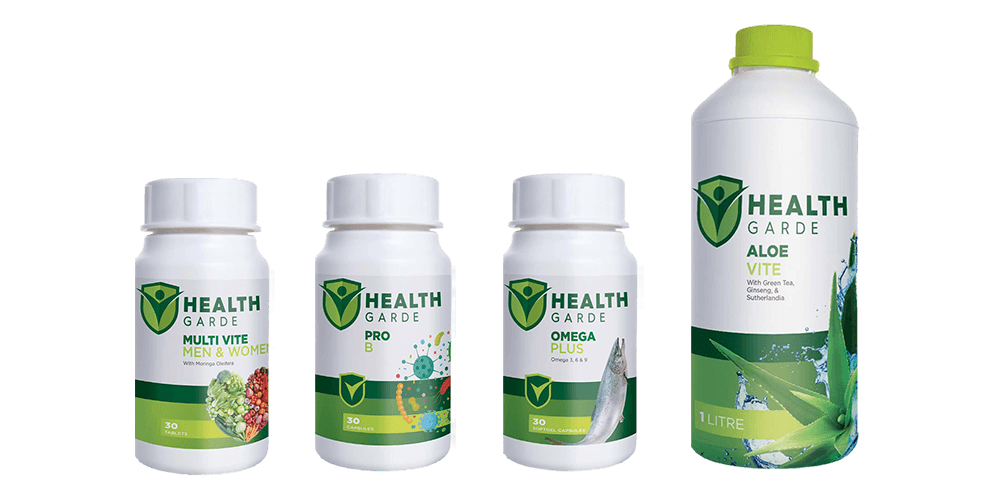 HEALTH
GARDE
MULTI VITE
MEN & WOMEN
With Moringa Oleifera
30
TABLETS
HEALTH
GARDE
PRO
B
30
CAPSULES
HEALTH
GARDE
OMEGA
PLUS
Omega 3, 6 & 9
30
SOFTGEL CAPSULES
HEALTH
GARDE
ALOE
VITE
With Green Tea,
Ginseng, &
Sutherlandia
1 LITRE